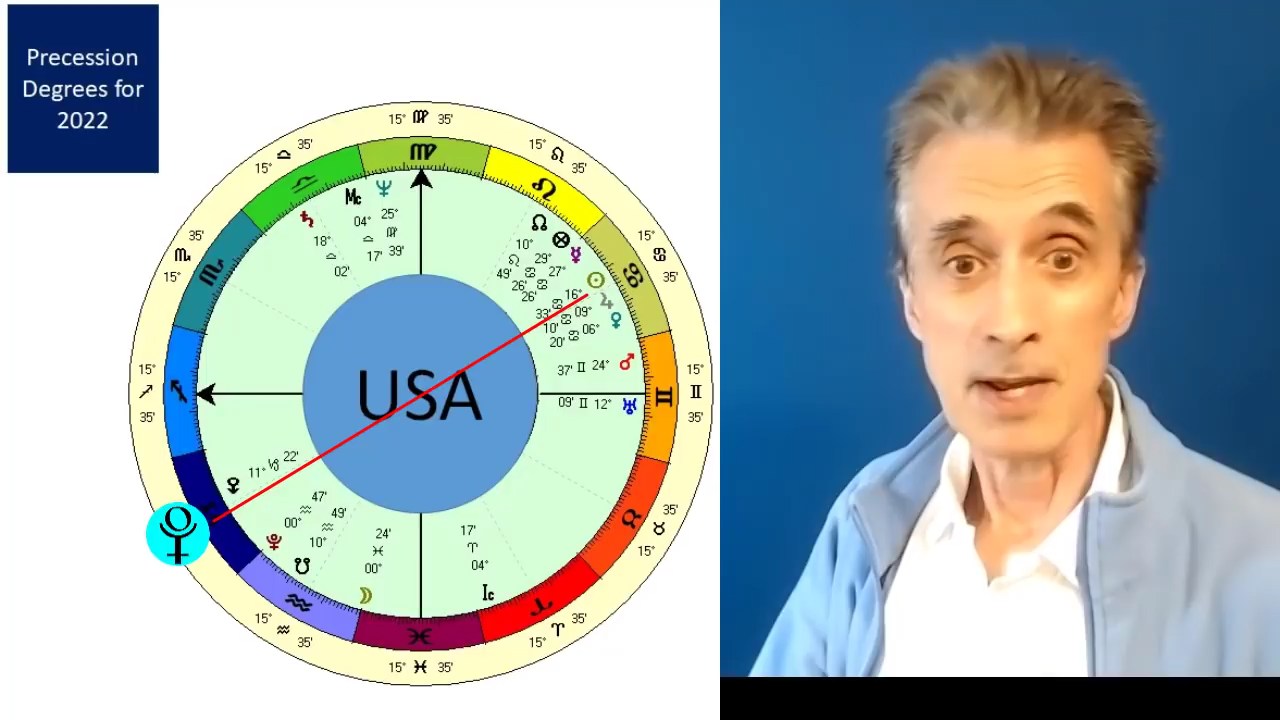 Precession
Degrees for
2022
15° ♍ 35'
15° ♎ 35'
15° ♌ 35'
15° ♏ 35'
15° ♋ 35'
15° ♐ 35'
15° ♊ 35'
15° ♉ 35'
15° ♒ 35'
15° ♓ 35'
15° ♈ 35'
♍
♎
♌
♏
♋
♐
♊
♉
♒
♓
♈
Mc 04° ♎ 17'
♆ 25° ♍ 39'
♄ 18° ♎ 02'
☊ 10° ♌ 49'
⊗ 29° ♋ 26'
☿ 27° ♋ 26'
☉ 16° ♋ 33'
♃ 09° ♋ 10'
♀ 06° ♋ 20'
♂ 24° ♊ 37'
♅ 12° ♊ 09'
USA
11° ♑ 22'
♇ 00° ♒ 47'
☋ 10° ♒ 49'
☽ 00° ♓ 24'
Ic 04° ♈ 17'